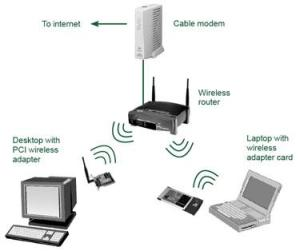 To internet
Cable modem
Wireless
router
Desktop with
PCI wireless
adapter
Laptop with
wireless
adapter card